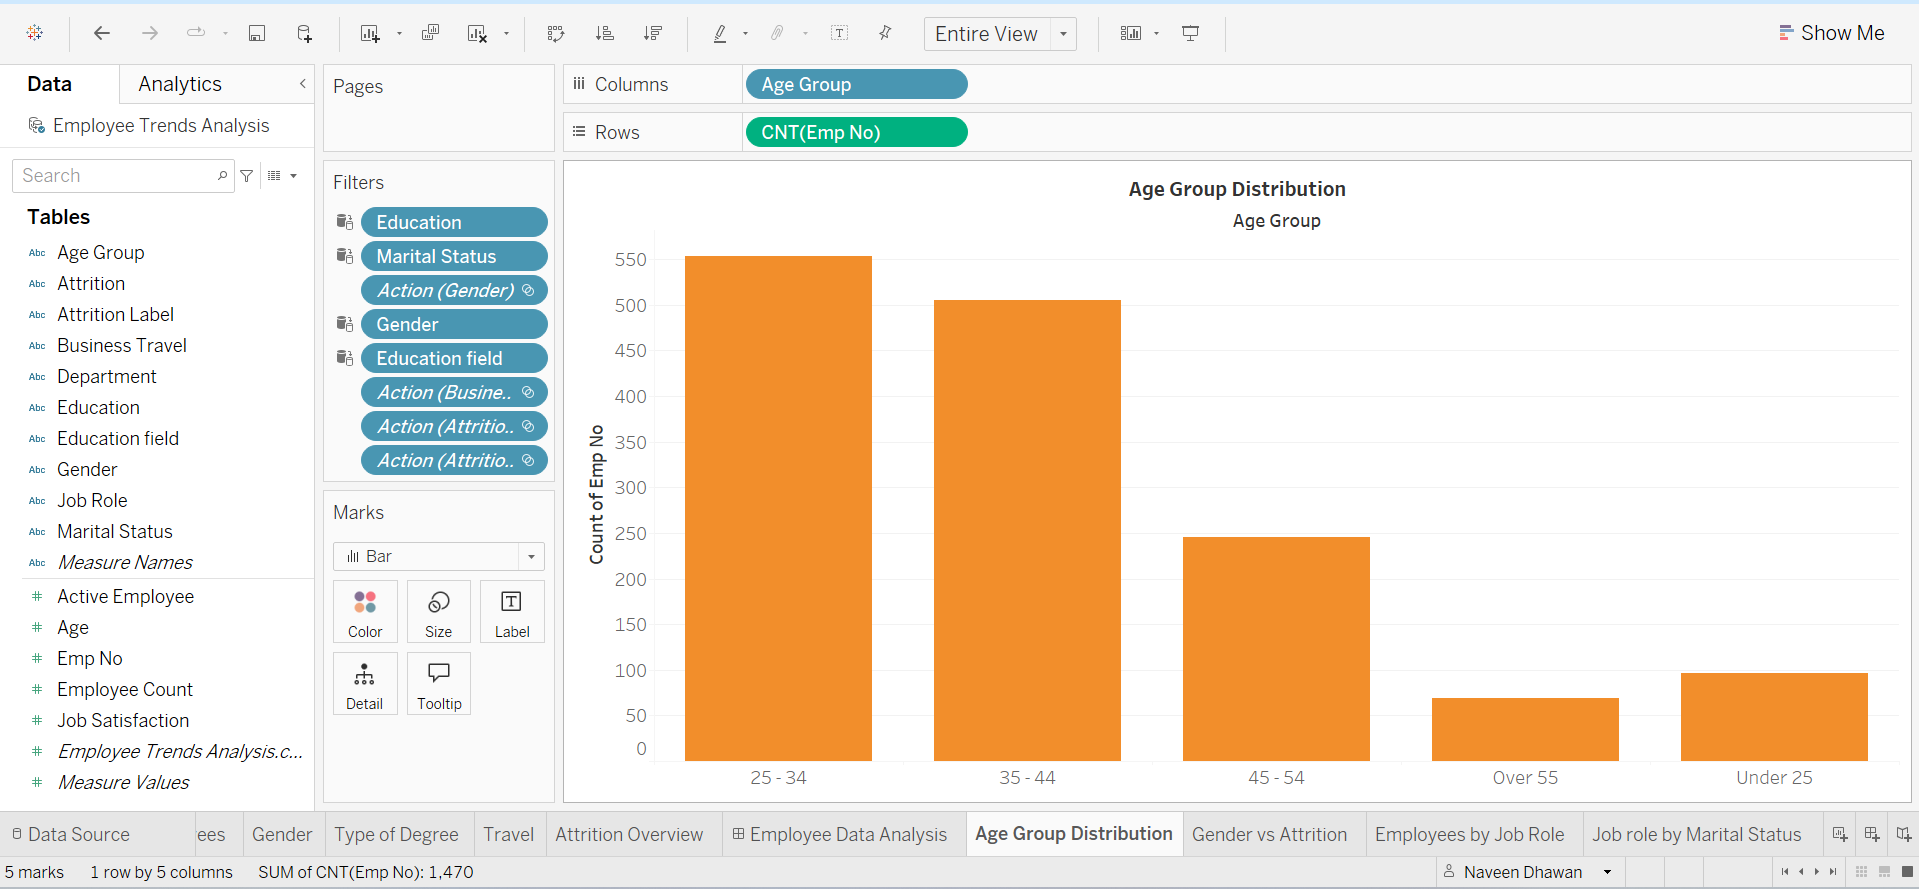 Entire View
Show Me
Data
Analytics
Employee Trends Analysis
Search
Tables
Abc Age Group
Abc Attrition
Abc Attrition Label
Abc Business Travel
Abc Department
Abc Education
Abc Education field
Abc Gender
Abc Job Role
Abc Marital Status
Abc Measure Names
# Active Employee
# Age
# Emp No
# Employee Count
# Job Satisfaction
# Employee Trends Analysis.c...
# Measure Values
Pages
Filters
Education
Marital Status
Action (Gender)
Gender
Education field
Action (Busine..
Action (Attritio..
Action (Attritio..
Marks
Bar
Color
Size
T
Label
Detail
Tooltip
Columns
Age Group
Rows
CNT(Emp No)
Age Group Distribution
Age Group
Count of Emp No
550
500
450
400
350
300
250
200
150
100
50
0
25 - 34
35 - 44
45 - 54
Over 55
Under 25
Data Source
ees
Gender
Type of Degree
Travel
Attrition Overview
Employee Data Analysis
Age Group Distribution
Gender vs Attrition
Employees by Job Role
Job role by Marital Status
5 marks
1 row by 5 columns
SUM of CNT(Emp No): 1,470
Naveen Dhawan